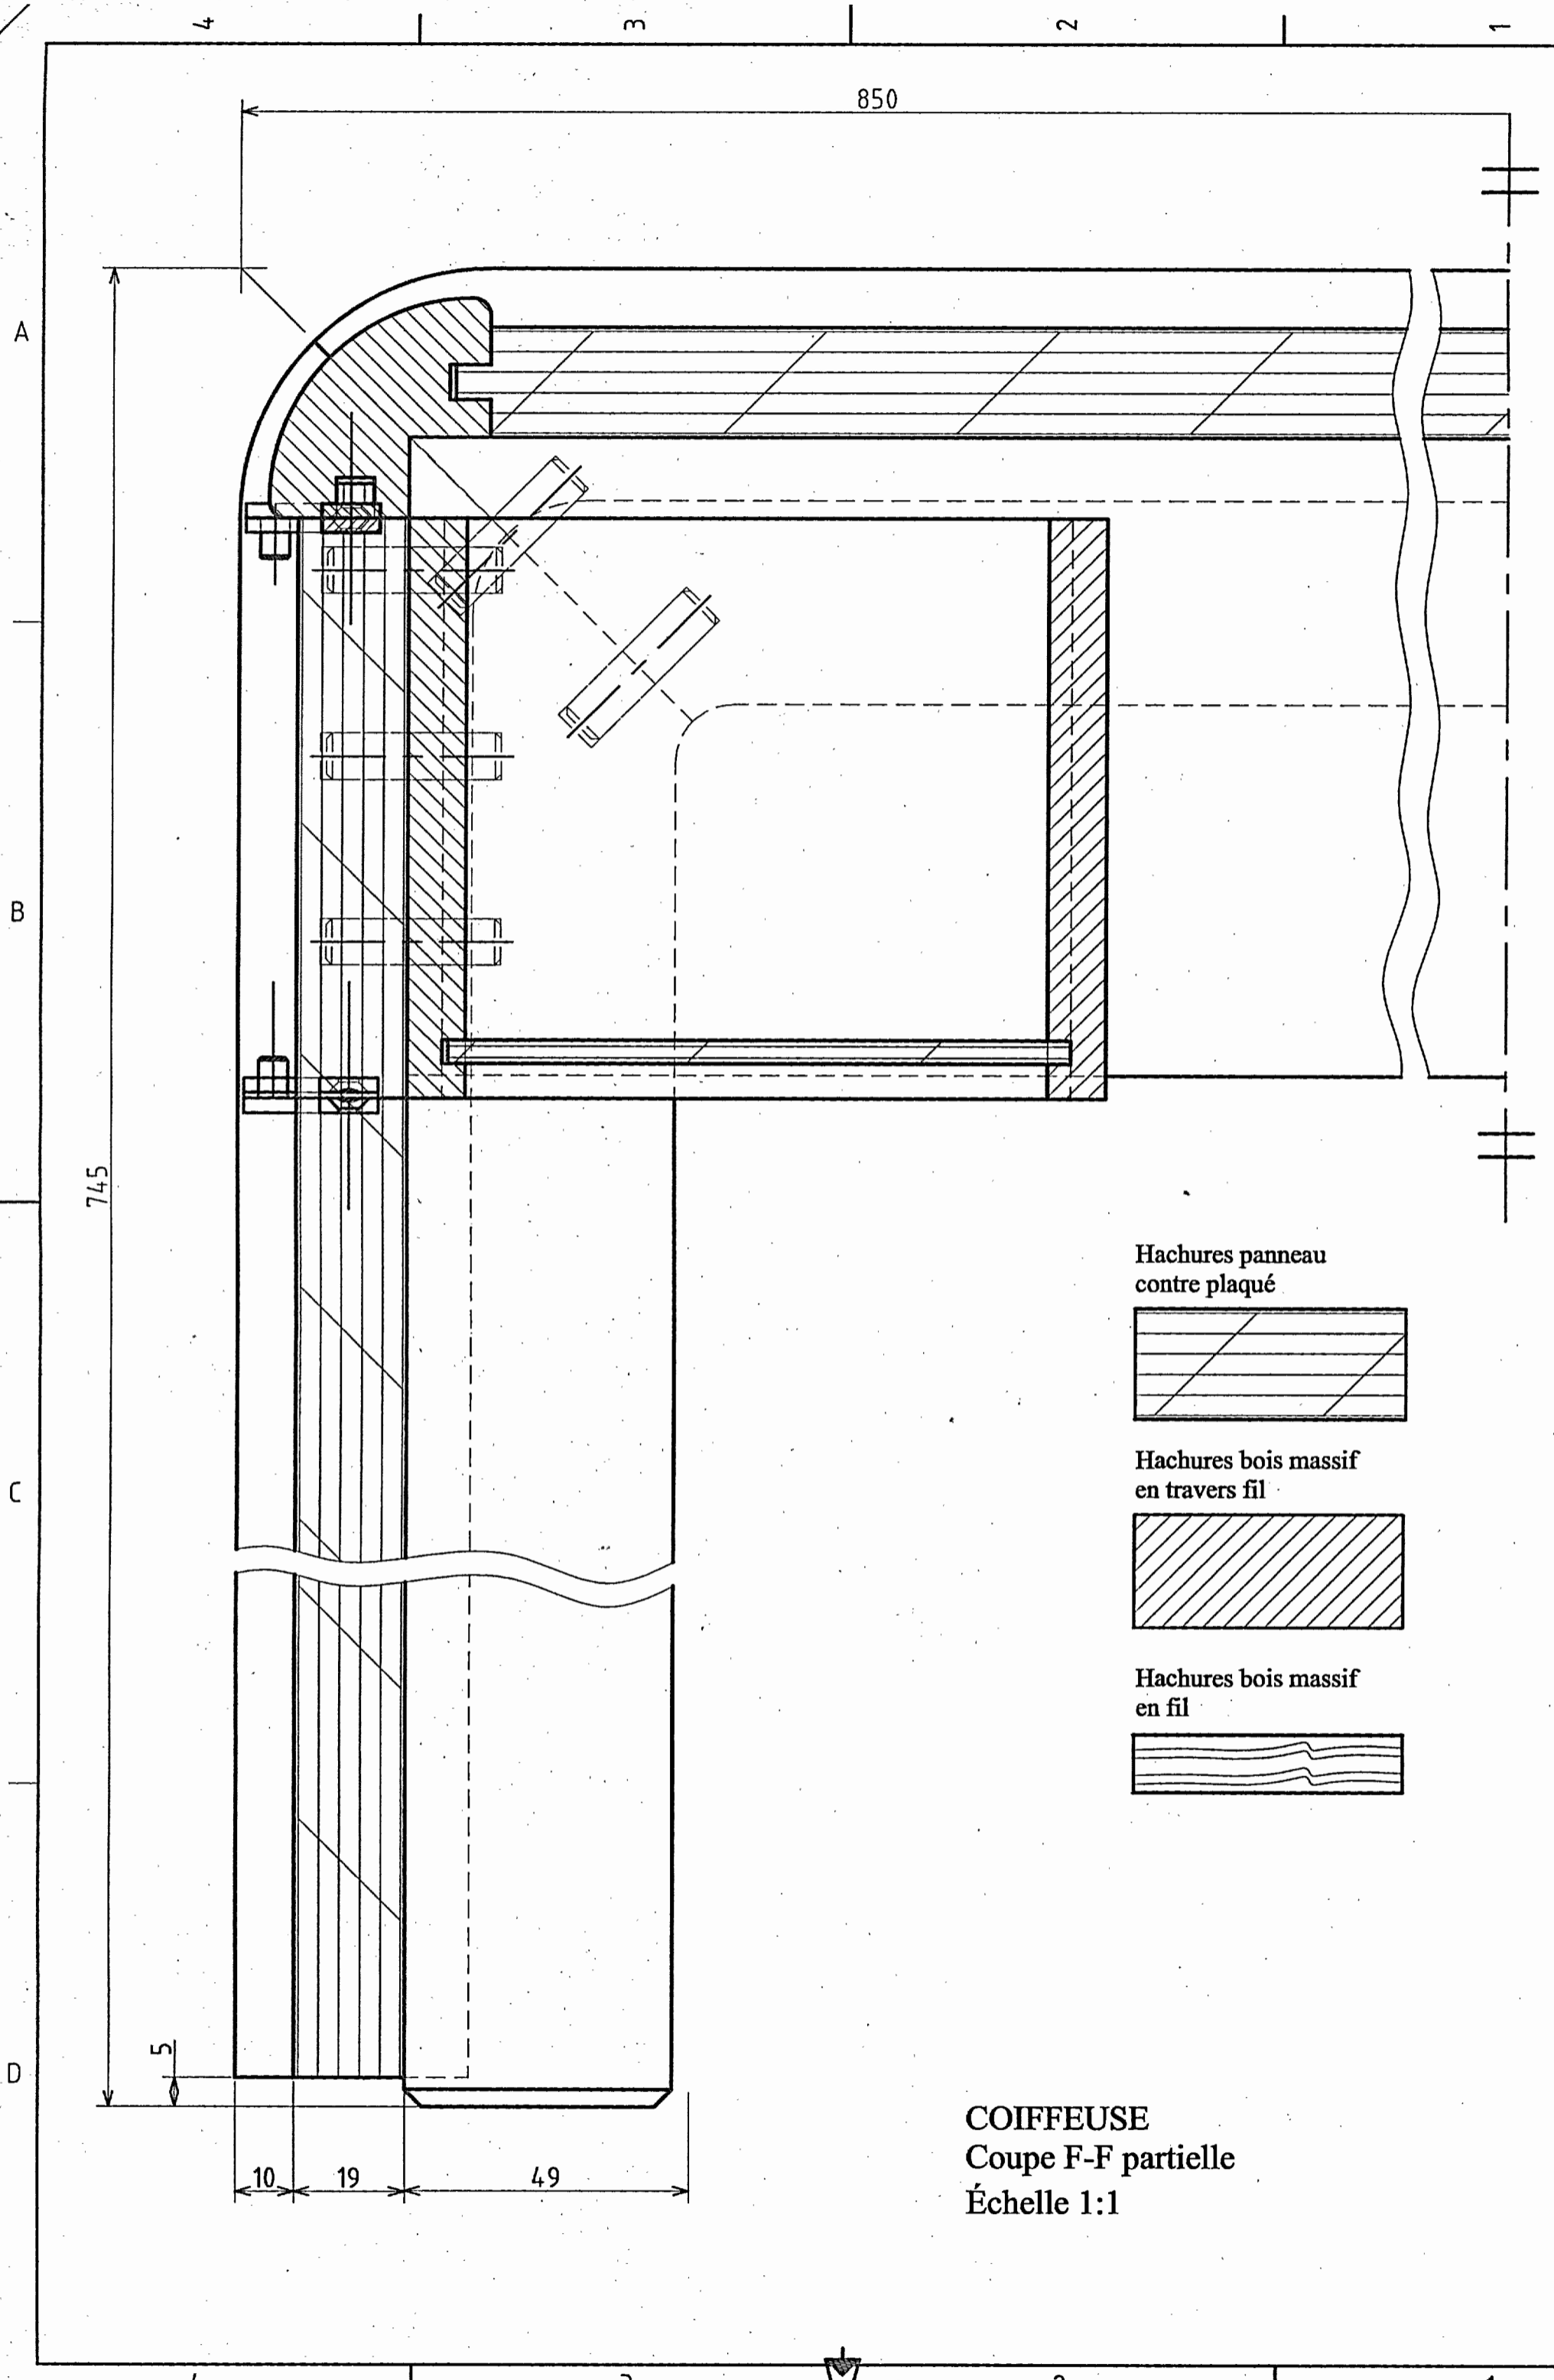 4
3
2
1
850
A
B
745
Hachures panneau
contre plaqué
Hachures bois massif
en travers fil
C
Hachures bois massif
en fil
5
D
COIFFEUSE
Coupe F-F partielle
Échelle 1:1
10
19
49